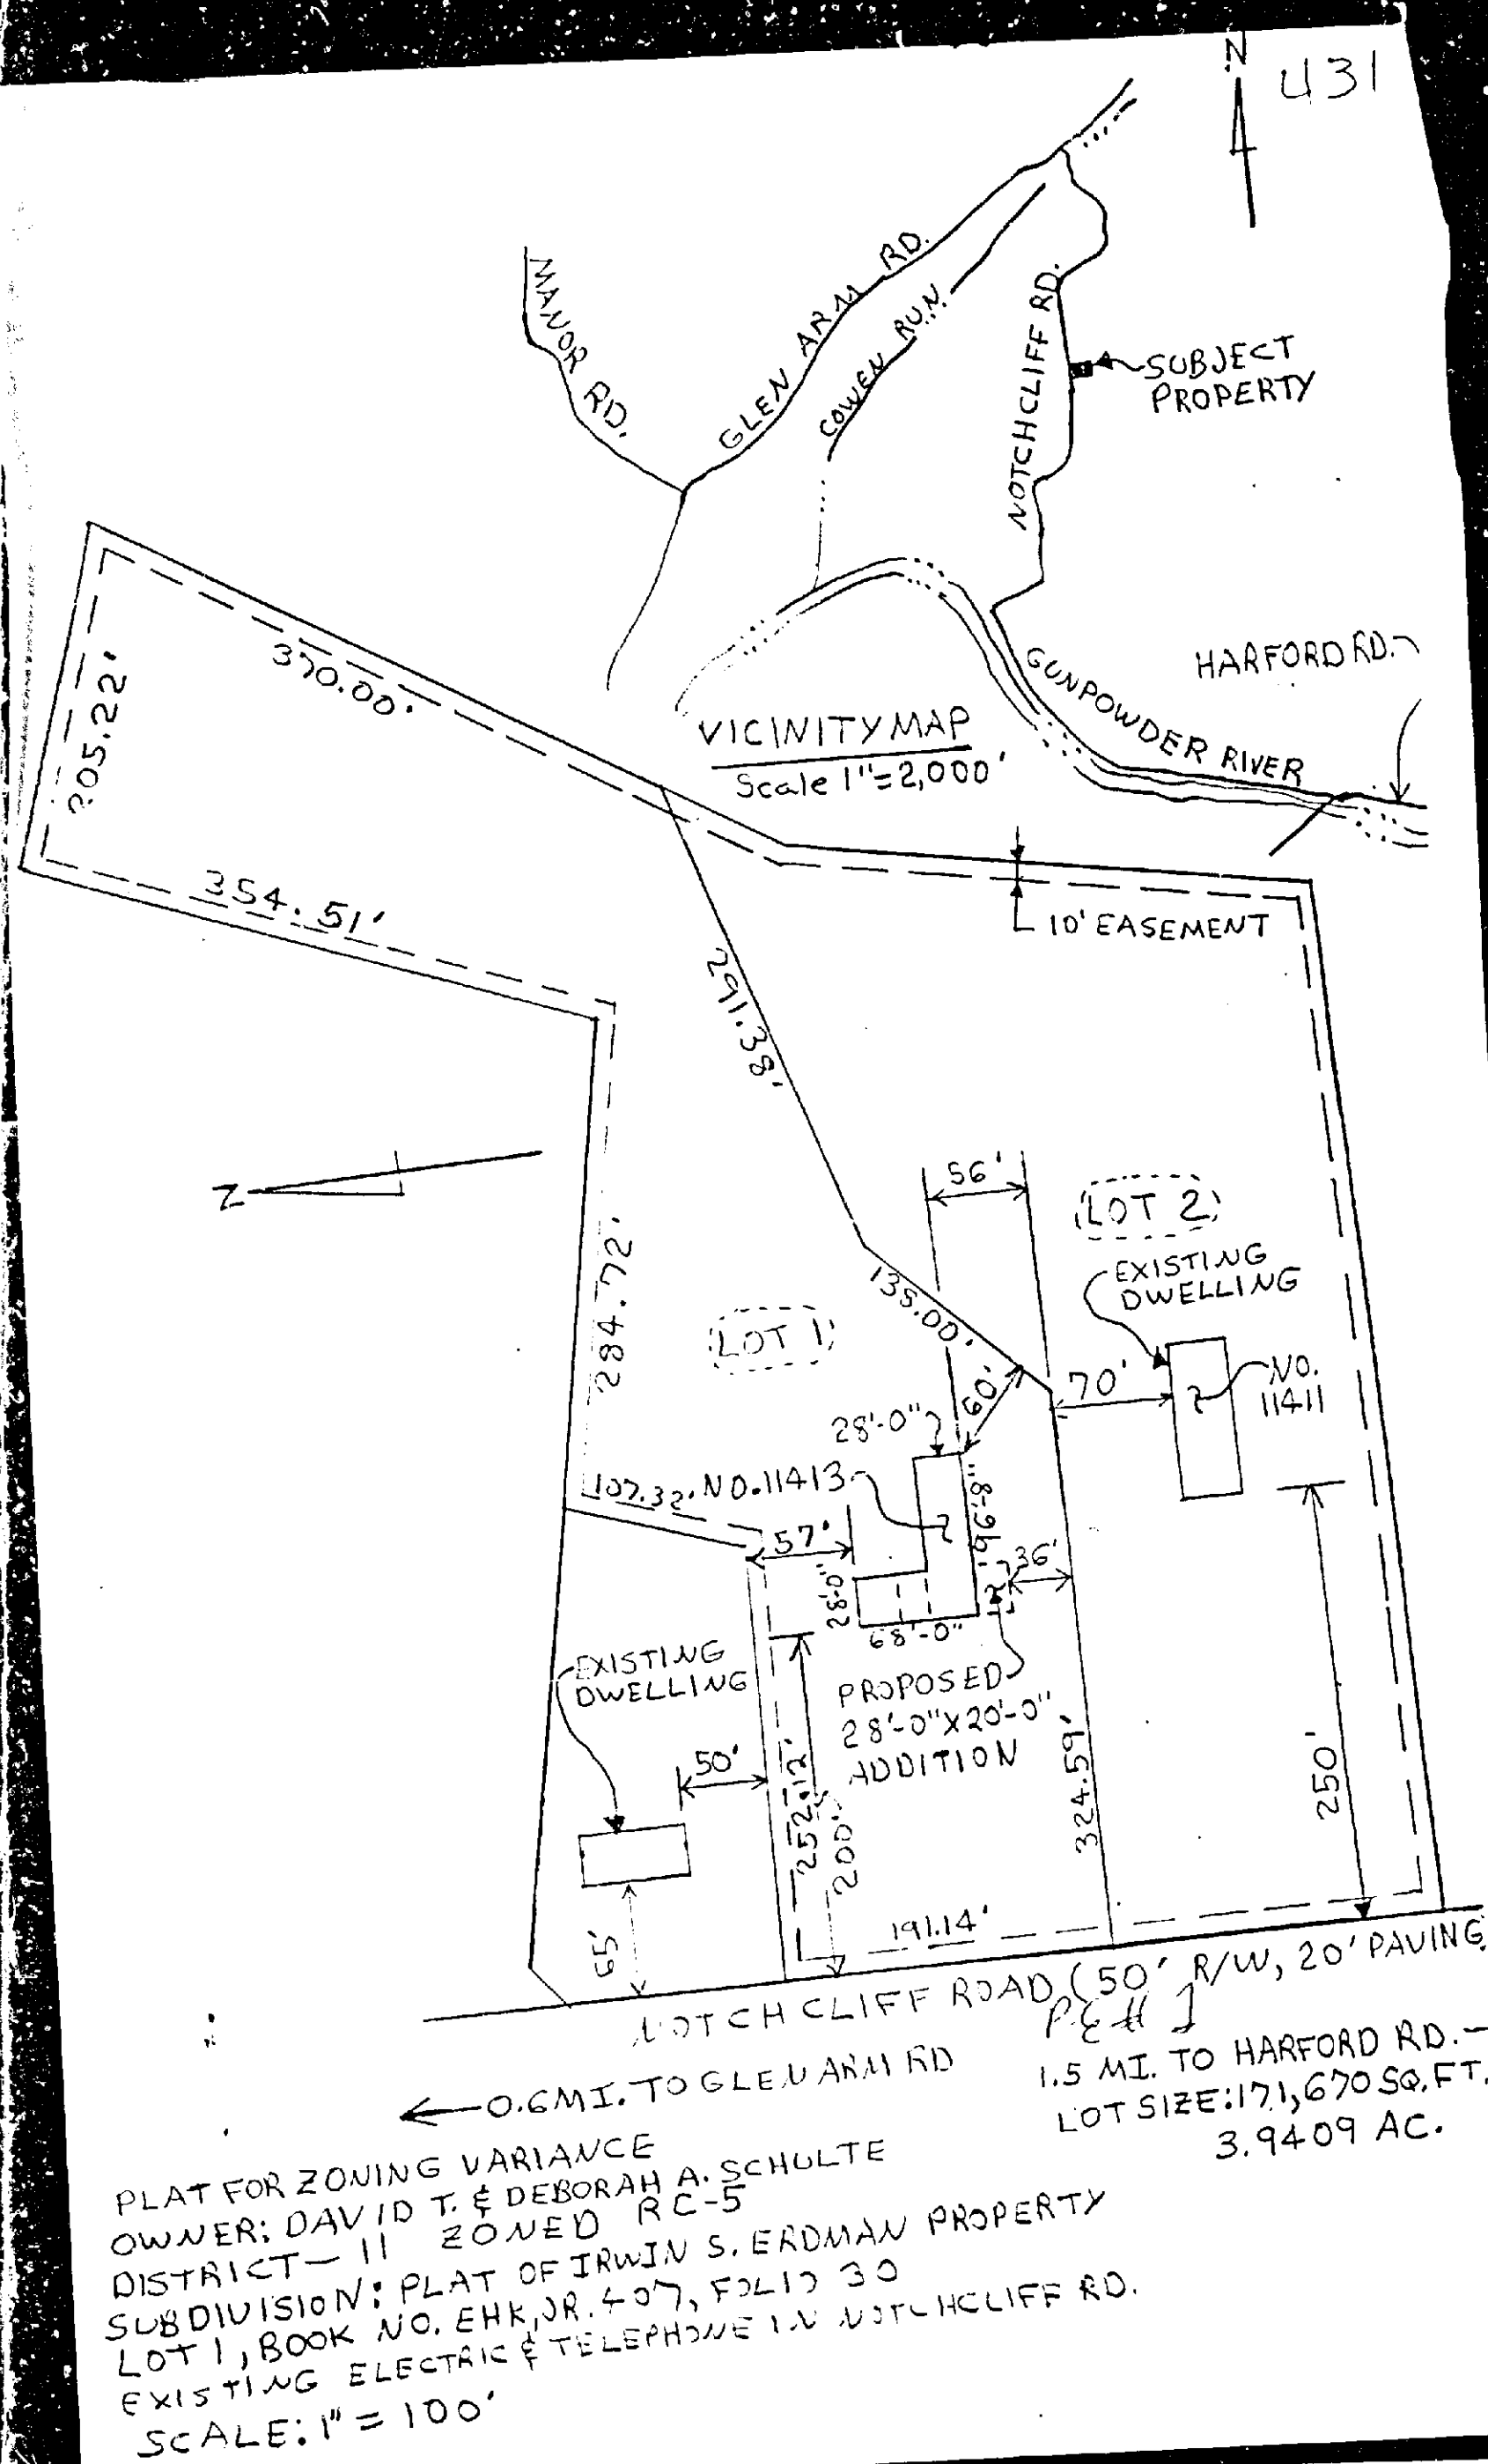 N
431
MANOR RD.
GLEN ARM RD.
COWEN RUN
NOTCHCLIFF RD.
SUBJECT
PROPERTY
HARFORD RD.
GUNPOWDER RIVER
VICINITY MAP
Scale 1"=2,000'
370.00'
205.22'
354.51'
10' EASEMENT
291.38'
N
56'
LOT 2
EXISTING
DWELLING
135.00'
284.72'
LOT 1
60'
70'
NO.
11411
28'-0"
107.32'
NO.11413
57'
96'-8"
36'
28'-0"
68'-0"
EXISTING
DWELLING
PROPOSED
28'-0"X20'-0"
ADDITION
50'
252.12'
200'
324.59'
250'
65'
191.14'
NOTCHCLIFF ROAD (50' R/W, 20' PAVING
1.5 MI. TO HARFORD RD.
0.6MI. TO GLEN ARM RD
LOT SIZE:171,670 SQ.FT.
3.9409 AC.
PLAT FOR ZONING VARIANCE
OWNER: DAVID T. & DEBORAH A. SCHULTE
DISTRICT-11 ZONED RC-5
SUBDIVISION: PLAT OF IRWIN S. ERDMAN PROPERTY
LOT 1, BOOK NO. EHK,JR.407, FOLIO 30
EXISTING ELECTRIC & TELEPHONE IN NOTCHCLIFF RD.
SCALE: 1" = 100'